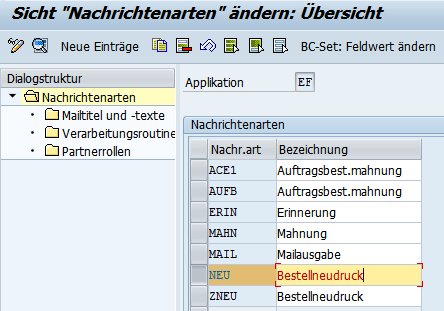 Sicht "Nachrichtenarten" ändern: Übersicht
Neue Einträge BC-Set: Feldwert ändern
Dialogstruktur
Nachrichtenarten
Mailtitel und -texte
Verarbeitungsroutine
Partnerrollen
Applikation EF
Nachrichtenarten
Nachr.art Bezeichnung
ACE1 Auftragsbest.mahnung
AUFB Auftragsbest.mahnung
ERIN Erinnerung
MAHN Mahnung
MAIL Mailausgabe
NEU Bestellneudruck
ZNEU Bestellneudruck